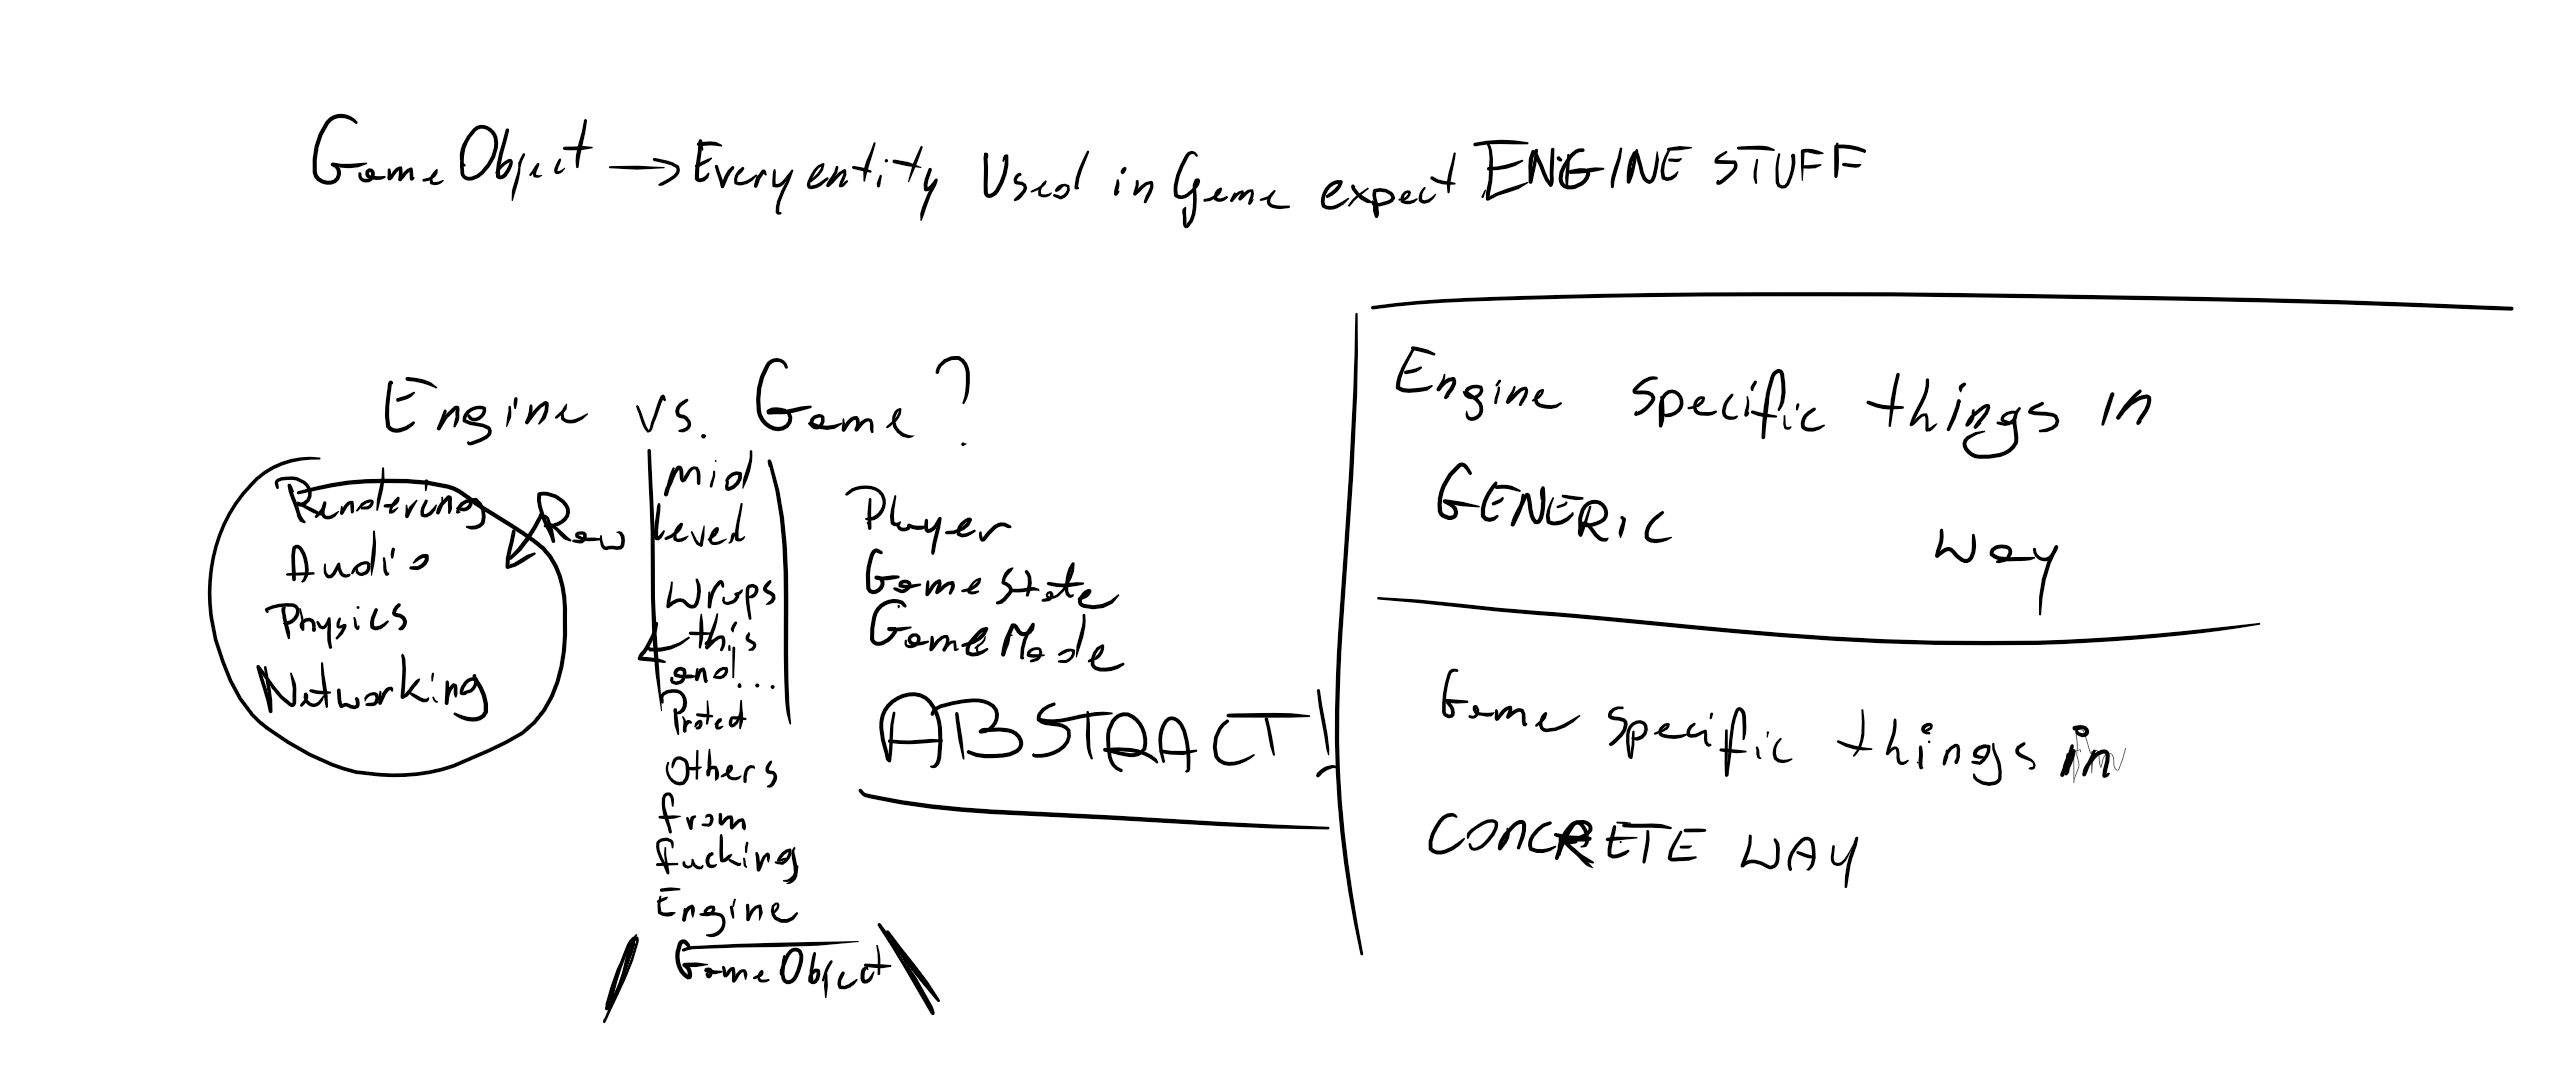 GameObject → Every entity Used in Game expect ENGINE STUFF
Engine vs. Game?
Rendering
Audio
Physics
Networking
Raw
mid
level
wraps
this
and...
Protect
Others
from
fucking
Engine
GameObject
Player
GameState
GameMode
ABSTRACT!
Engine specific things in
GENERIC way
Game specific things in
CONCRETE WAY